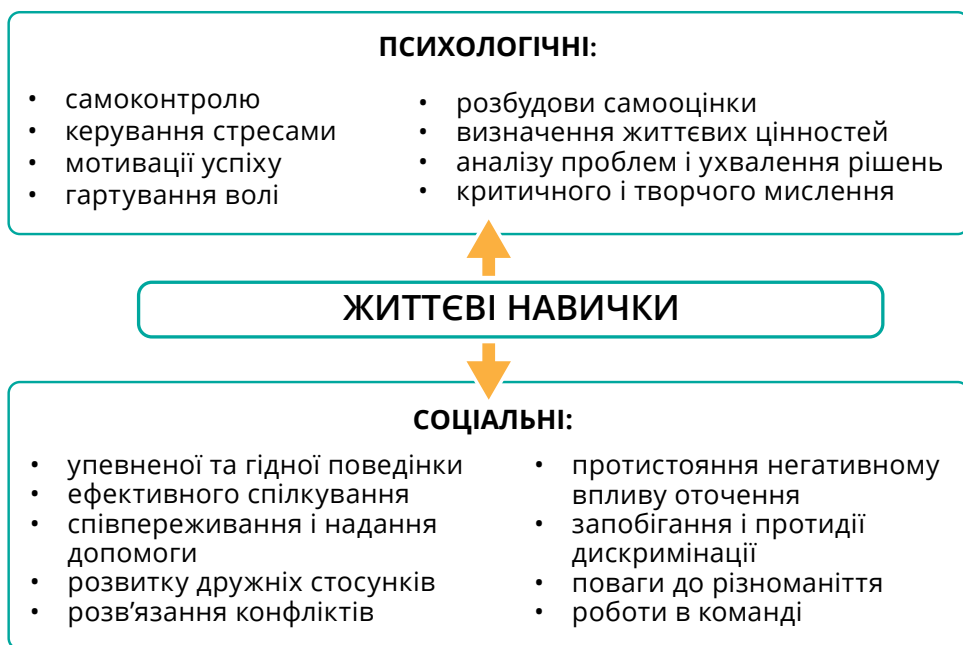 ПСИХОЛОГІЧНІ:
• самоконтролю
• керування стресами
• мотивації успіху
• гартування волі
• розбудови самооцінки
• визначення життєвих цінностей
• аналізу проблем і ухвалення рішень
• критичного і творчого мислення
ЖИТТЄВІ НАВИЧКИ
СОЦІАЛЬНІ:
• упевненої та гідної поведінки
• ефективного спілкування
• співпереживання і надання
допомоги
• розвитку дружніх стосунків
• розв'язання конфліктів
• протистояння негативному
впливу оточення
• запобігання і протидії
дискримінації
• поваги до різноманіття
• роботи в команді